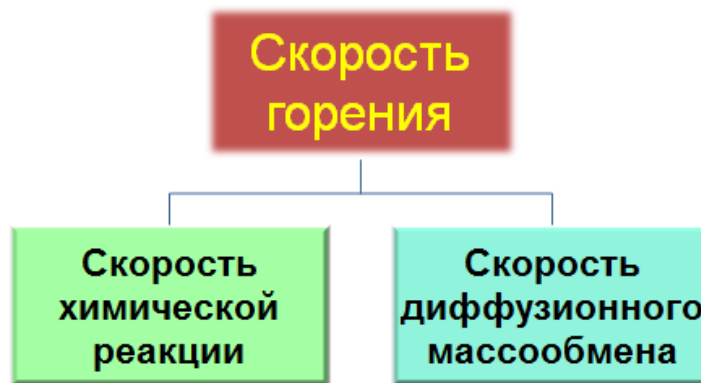 Скорость
горения
Скорость
химической
реакции
Скорость
диффузионного
массообмена